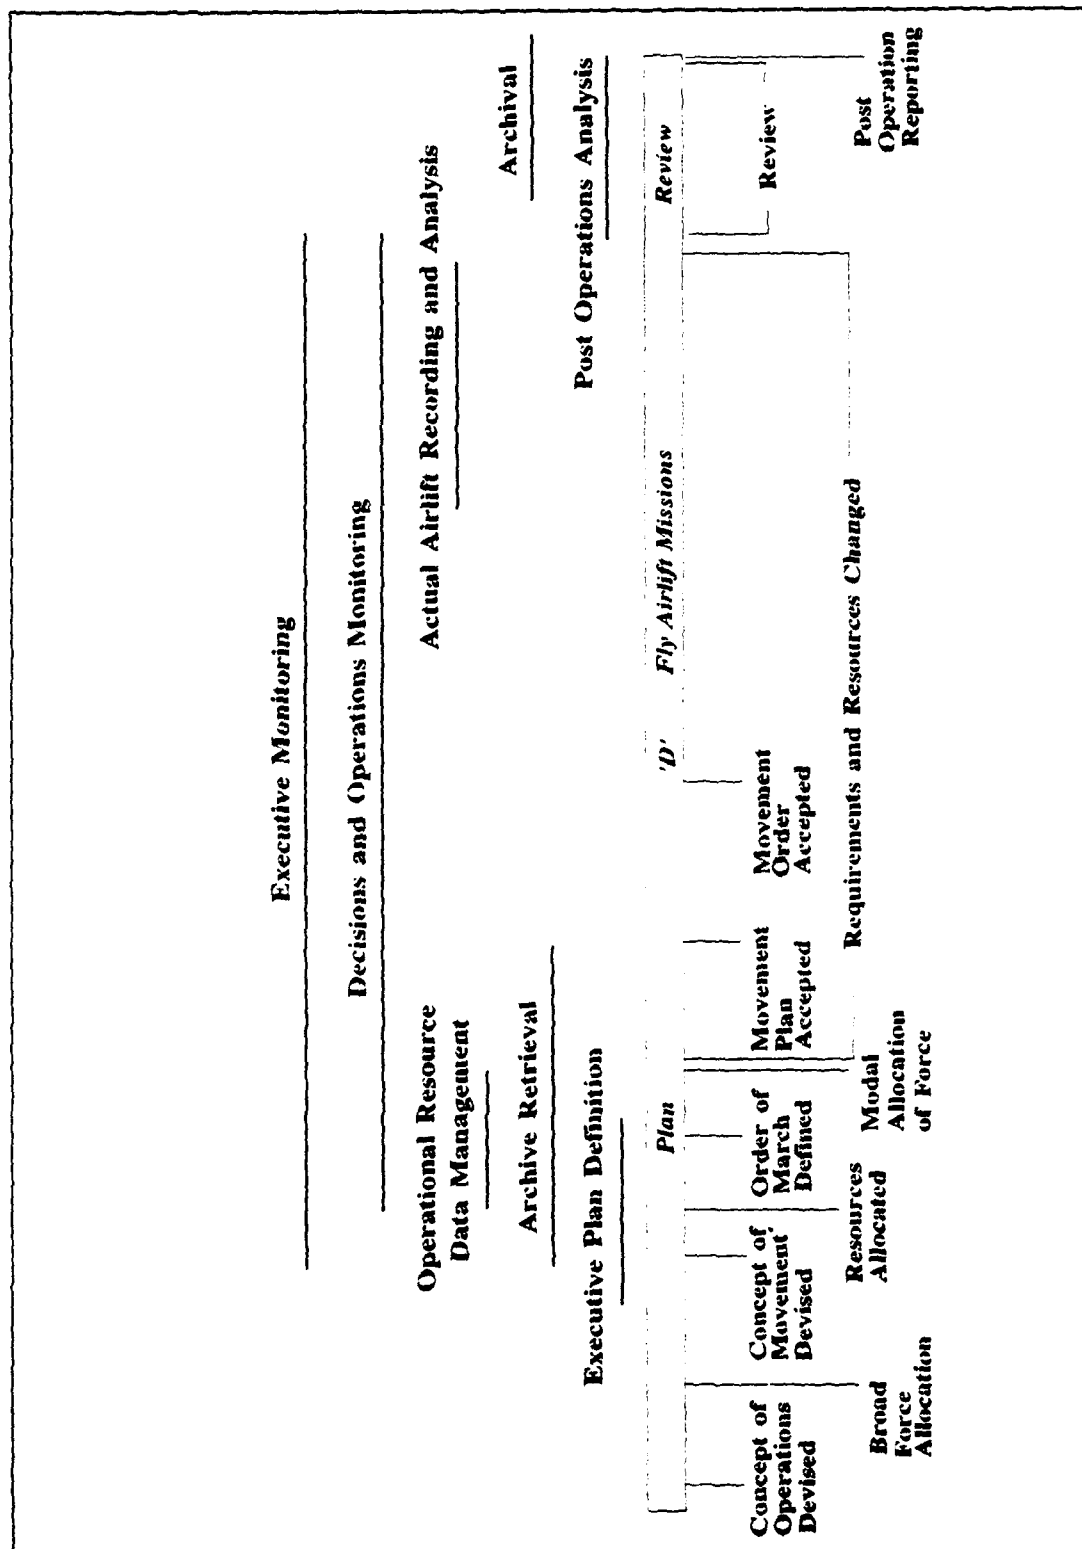 Executive Monitoring
Decisions and Operations Monitoring
Operational Resource
Data Management
Actual Airlift Recording and Analysis
Archive Retrieval
Archival
Executive Plan Definition
Post Operations Analysis
Plan
'D'
Fly Airlift Missions
Review
Concept of
Operations
Devised
Concept of
Movement
Devised
Order of
March
Defined
Movement
Plan
Accepted
Movement
Order
Accepted
Review
Broad
Force
Allocation
Resources
Allocated
Modal
Allocation
of Force
Requirements and Resources Changed
Post
Operation
Reporting